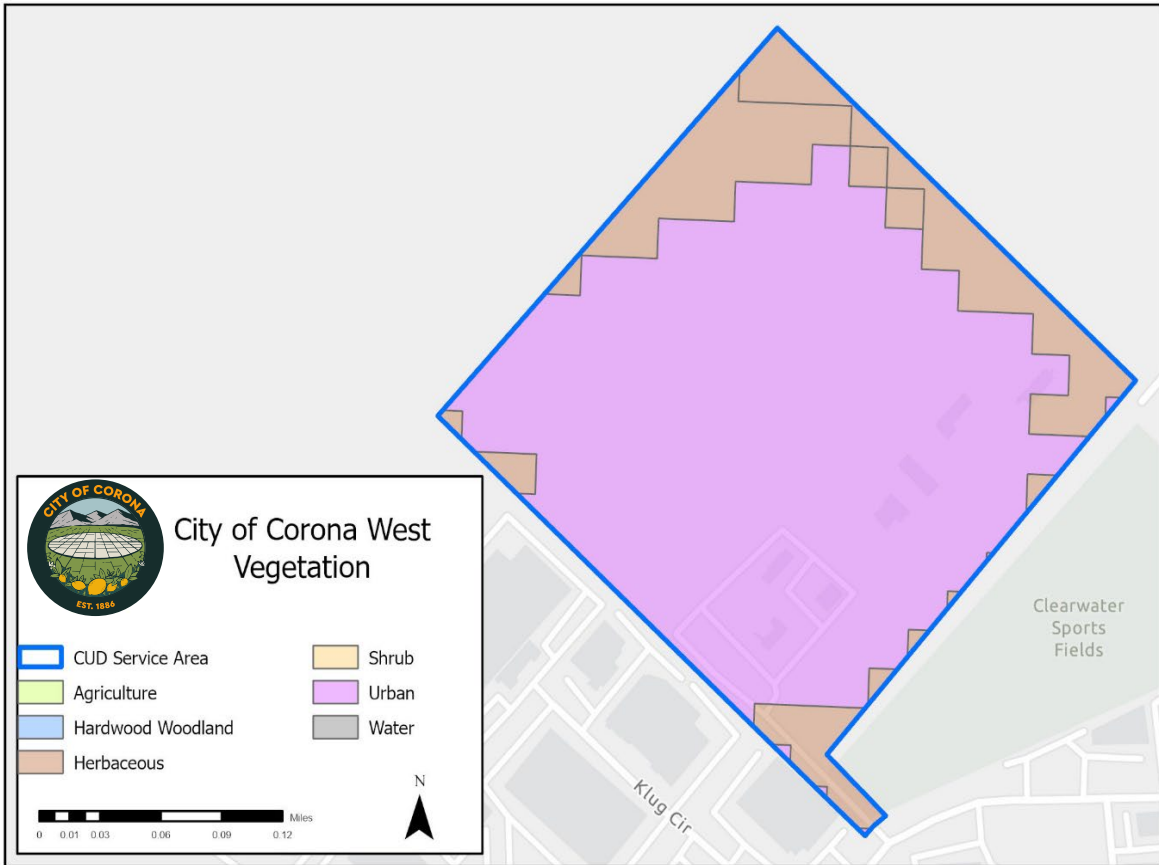 CITY OF CORONA
EST. 1886
City of Corona West
Vegetation
CUD Service Area
Agriculture
Hardwood Woodland
Herbaceous
Shrub
Urban
Water
N
Miles
0 0.01 0.03 0.06 0.09 0.12
Clearwater
Sports
Fields
Klug Cir